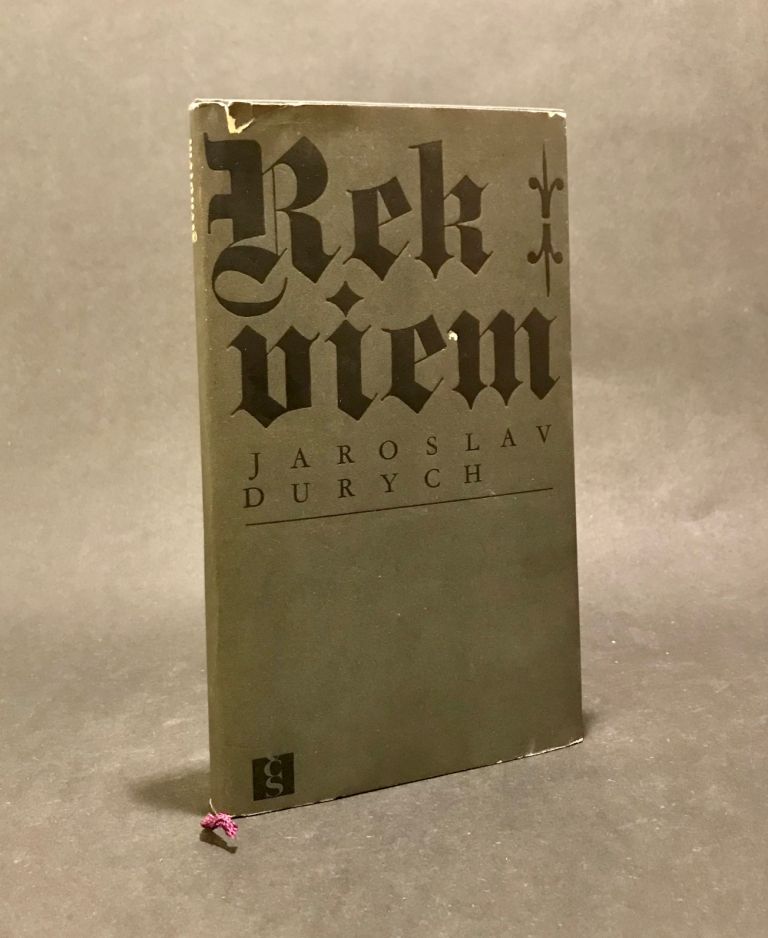 Rek
viem
JAROSLAV
DURYCH
ČS